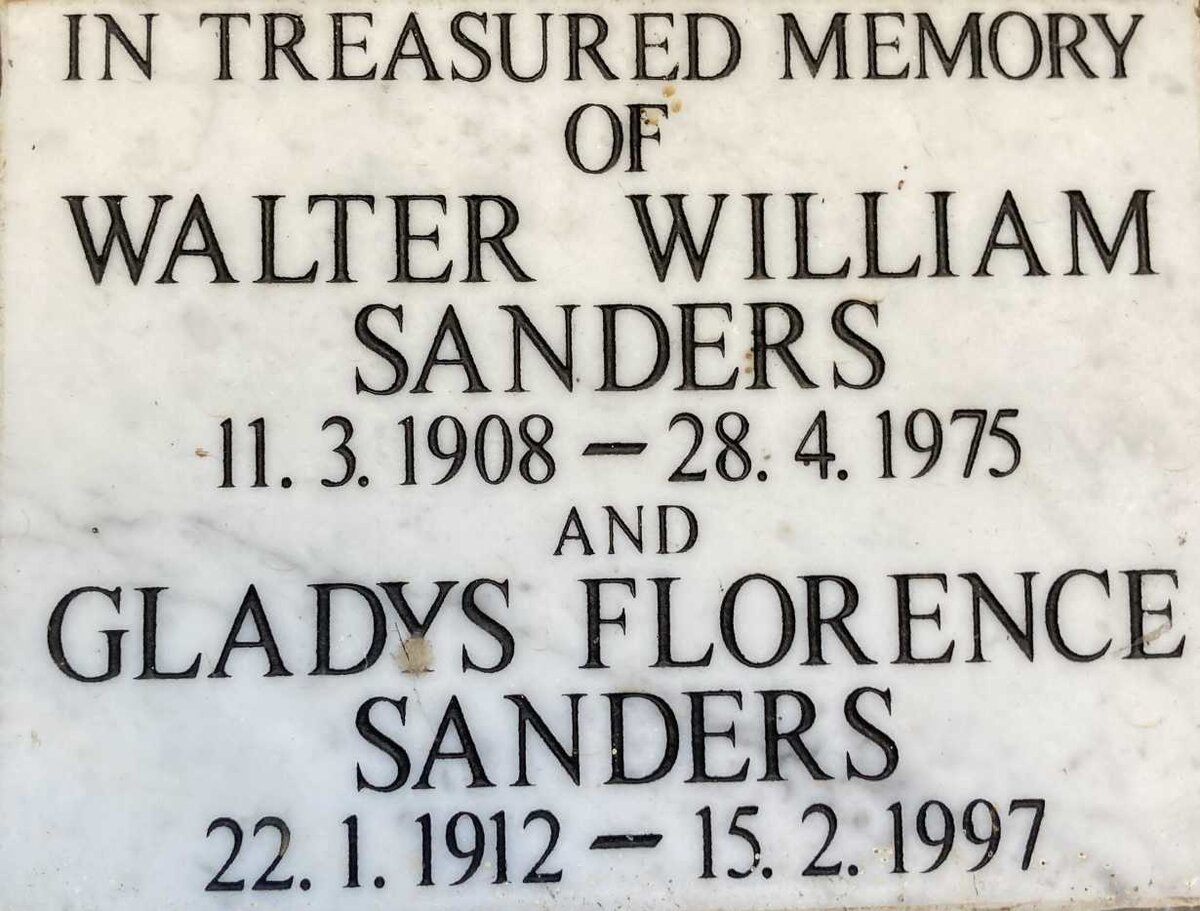 IN TREASURED MEMORY
OF
WALTER WILLIAM
SANDERS
11. 3. 1908 – 28. 4. 1975
AND
GLADYS FLORENCE
SANDERS
22. 1. 1912 – 15. 2. 1997